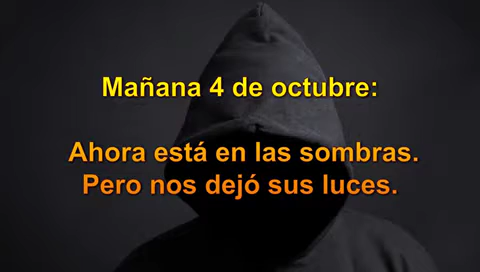 Mañana 4 de octubre:
Ahora está en las sombras.
Pero nos dejó sus luces.